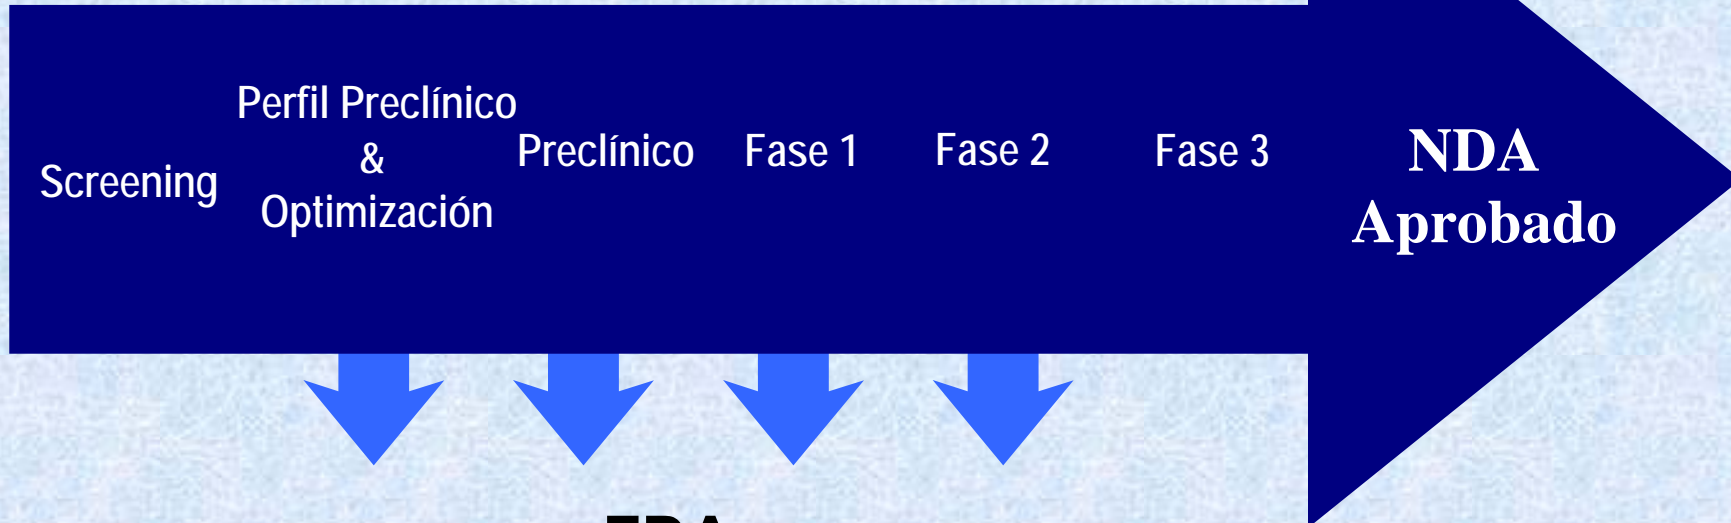 Screening
Perfil Preclínico
&
Optimización
Preclínico
Fase 1
Fase 2
Fase 3
NDA
Aprobado